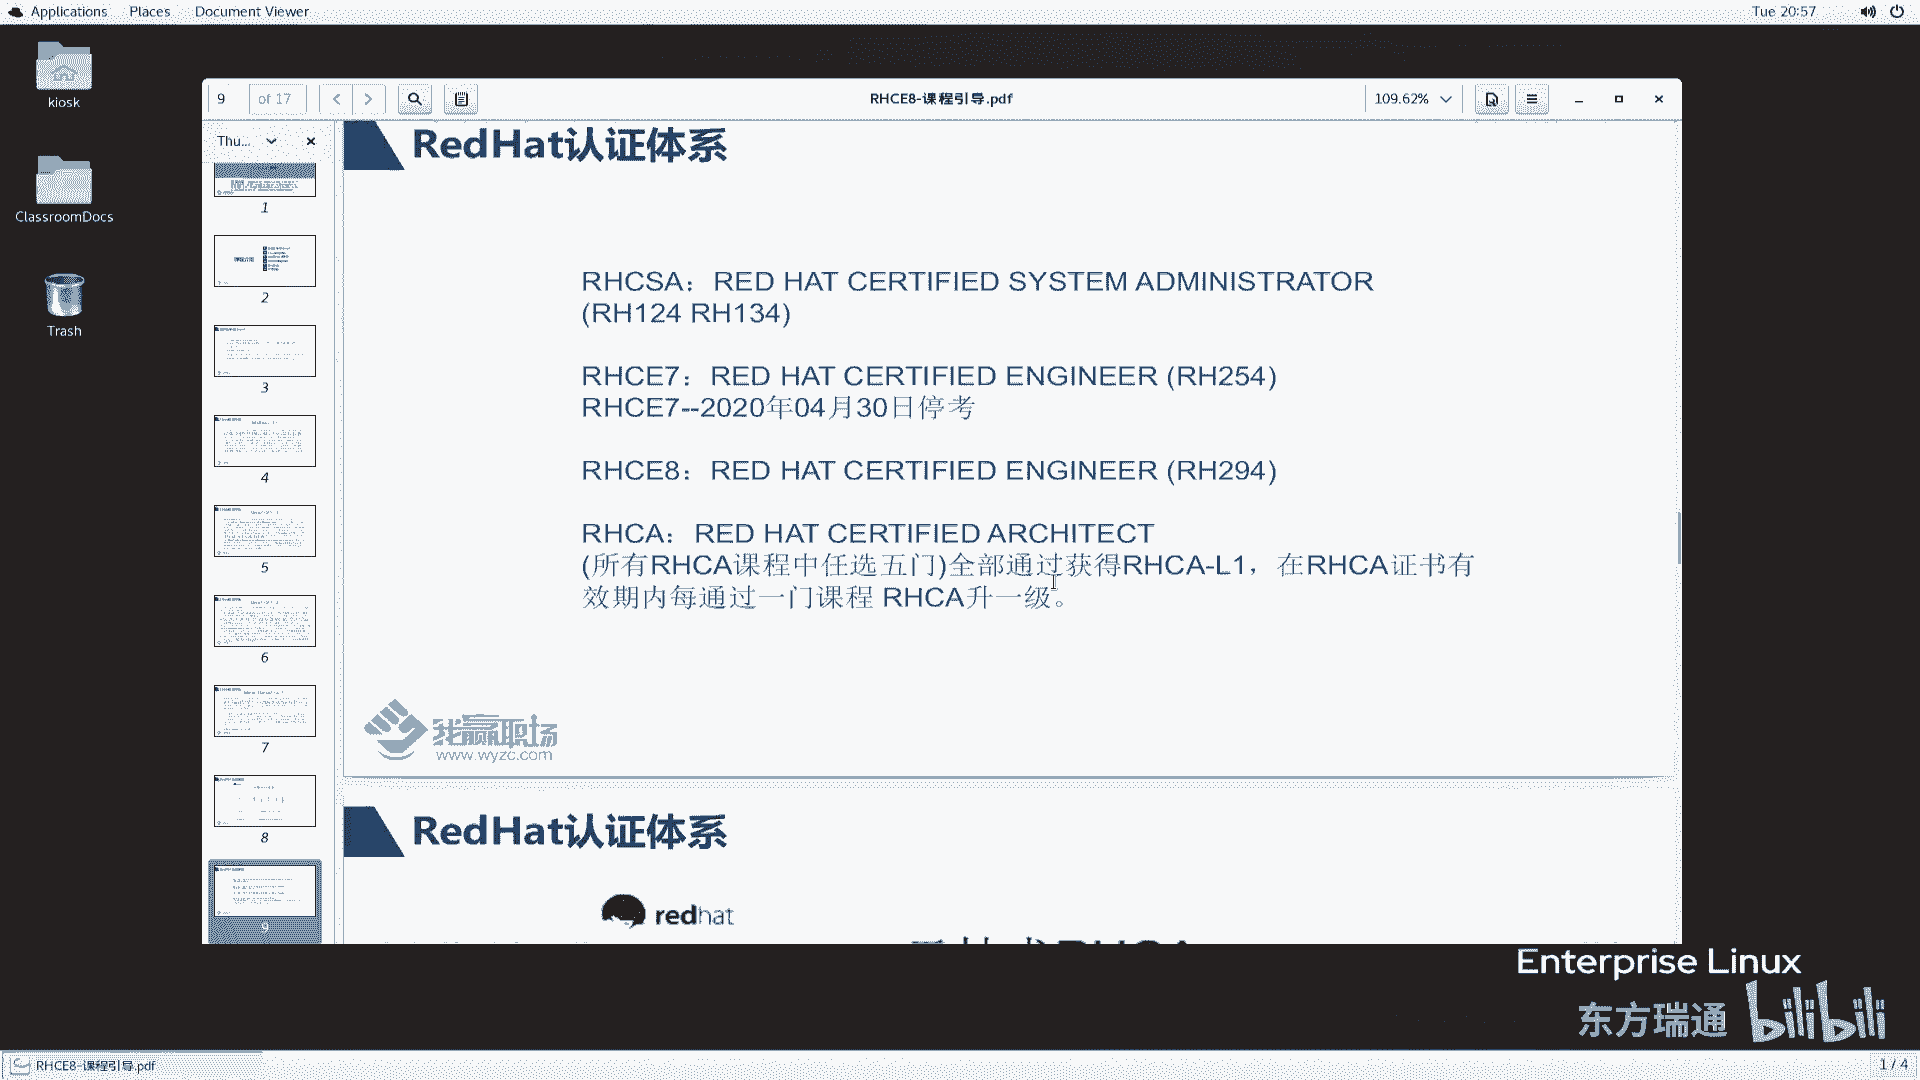 Applications Places Document Viewer Tue 20:57
kiosk
ClassroomDocs
Trash
9 of 17 RHCE8-课程引导.pdf 109.62%
Thu...
1
2
3
4
5
6
7
8
9
RedHat认证体系
RHCSA：RED HAT CERTIFIED SYSTEM ADMINISTRATOR
(RH124 RH134)
RHCE7：RED HAT CERTIFIED ENGINEER (RH254)
RHCE7--2020年04月30日停考
RHCE8：RED HAT CERTIFIED ENGINEER (RH294)
RHCA：RED HAT CERTIFIED ARCHITECT
(所有RHCA课程中任选五门)全部通过获得RHCA-L1，在RHCA证书有
效期内每通过一门课程 RHCA升一级。
我赢职场
www.wyzc.com
RedHat认证体系
redhat
Enterprise Linux
东方瑞通 bilibili
RHCE8-课程引导.pdf
1 / 4